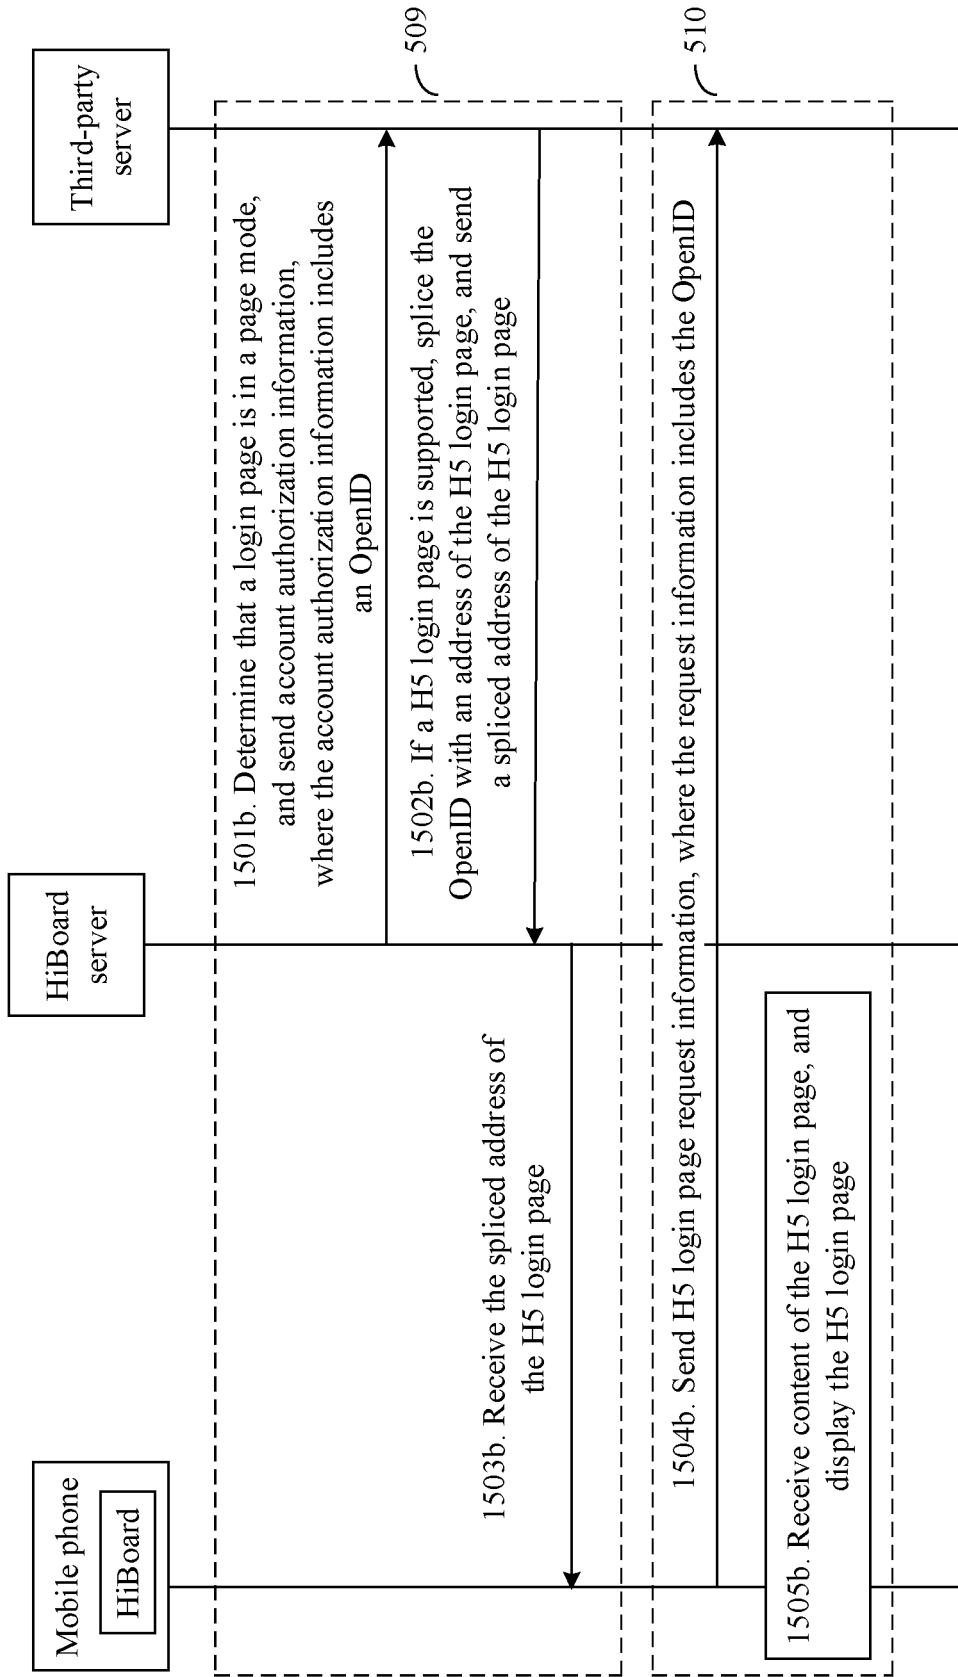 Mobile phone
HiBoard
HiBoard
server
Third-party
server
1501b. Determine that a login page is in a page mode,
and send account authorization information,
where the account authorization information includes
an OpenID
509
1502b. If a H5 login page is supported, splice the
OpenID with an address of the H5 login page, and send
a spliced address of the H5 login page
1503b. Receive the spliced address of
the H5 login page
1504b. Send H5 login page request information, where the request information includes the OpenID
510
1505b. Receive content of the H5 login page, and
display the H5 login page